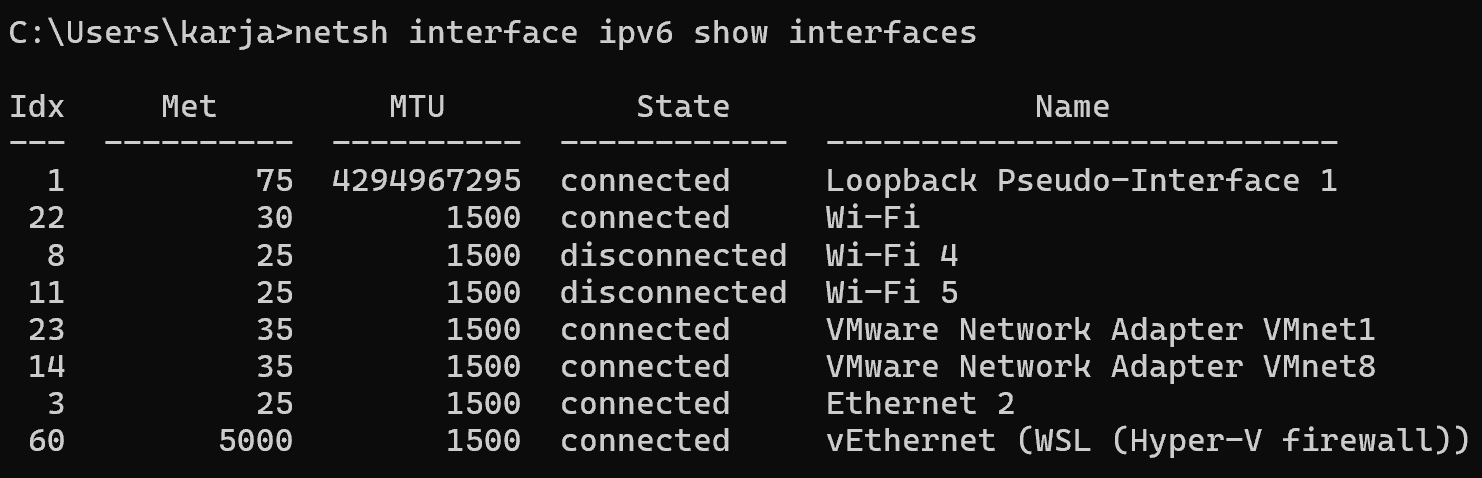 C:\Users\karja>netsh interface ipv6 show interfaces
Idx     Met         MTU          State                Name
---  ----------  ----------  ------------  ---------------------------
  1          75  4294967295  connected     Loopback Pseudo-Interface 1
 22          30        1500  connected     Wi-Fi
  8          25        1500  disconnected  Wi-Fi 4
 11          25        1500  disconnected  Wi-Fi 5
 23          35        1500  connected     VMware Network Adapter VMnet1
 14          35        1500  connected     VMware Network Adapter VMnet8
  3          25        1500  connected     Ethernet 2
 60        5000        1500  connected     vEthernet (WSL (Hyper-V firewall))